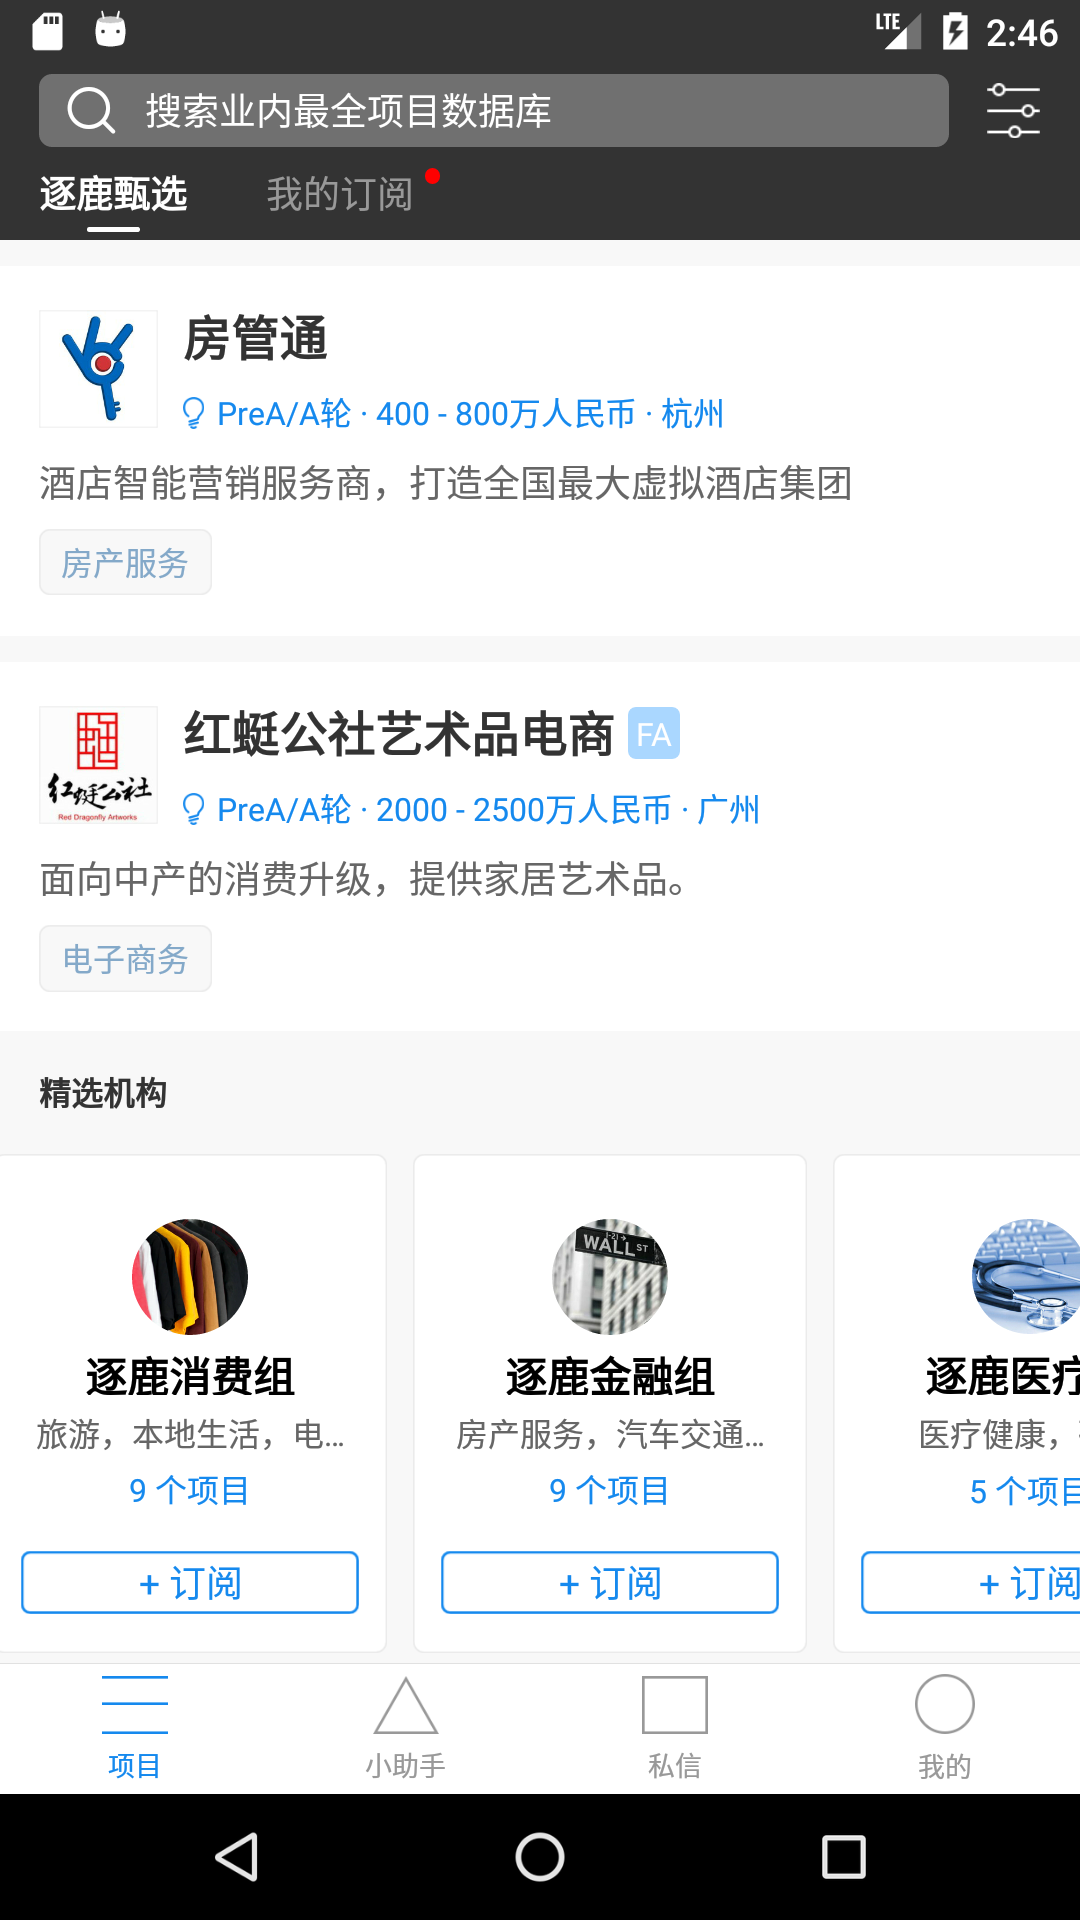 LTE 2:46
搜索业内最全项目数据库
逐鹿甄选 我的订阅
房管通
PreA/A轮 · 400 - 800万人民币 · 杭州
酒店智能营销服务商，打造全国最大虚拟酒店集团
房产服务
红蜓公社艺术品电商 FA
红蜓公社
Red Dragonfly Artworks
PreA/A轮 · 2000 - 2500万人民币 · 广州
面向中产的消费升级，提供家居艺术品。
电子商务
精选机构
WALL ST
逐鹿消费组 逐鹿金融组 逐鹿医疗
旅游，本地生活，电... 房产服务，汽车交通... 医疗健康，
9 个项目 9 个项目 5 个项目
+ 订阅 + 订阅 + 订阅
项目 小助手 私信 我的